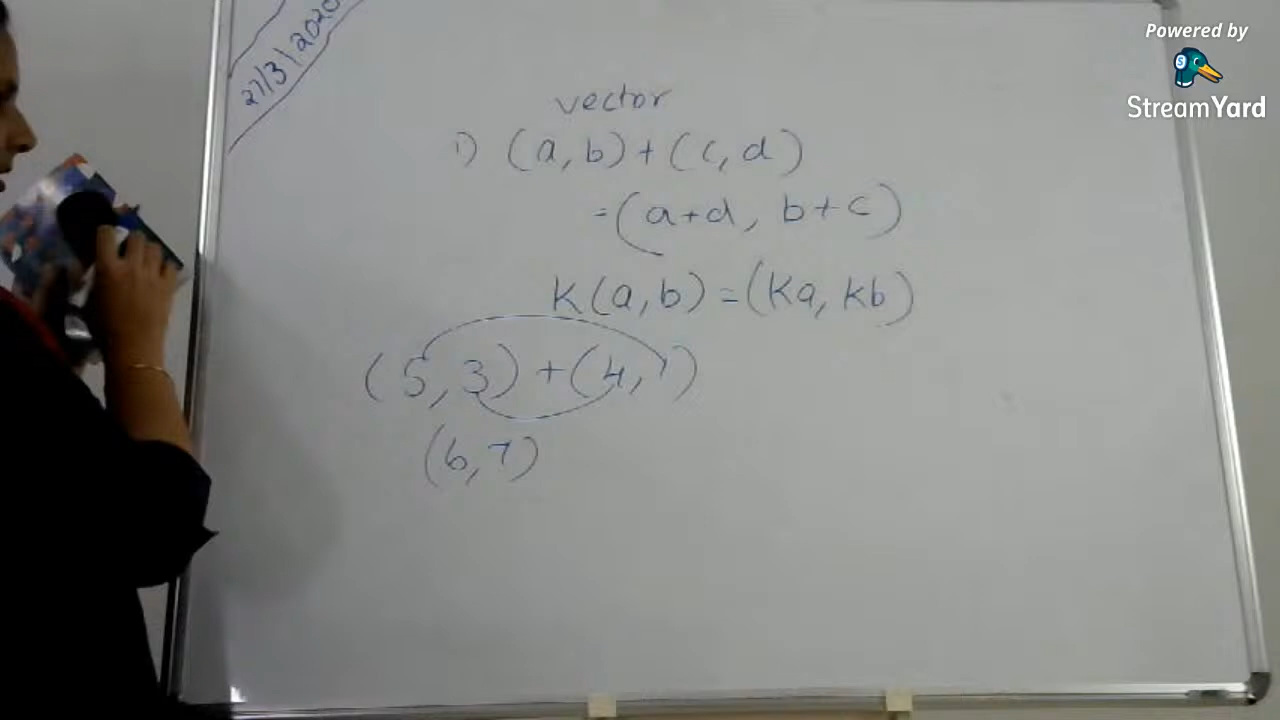 27/3/2020
Powered by
StreamYard
vector
1) (a, b) + (c, d)
= (a+d, b+c)
K(a, b) = (Ka, Kb)
(5, 3) + (4, 1)
(6, 7)